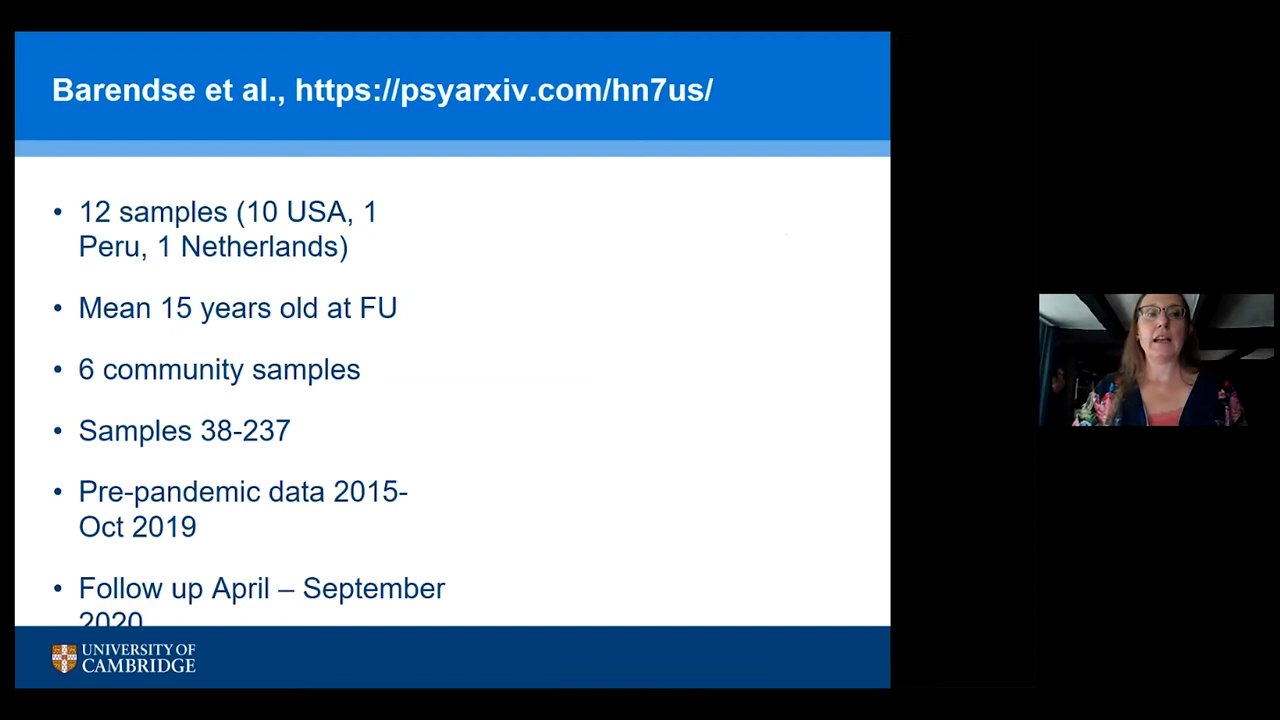 Barendse et al., https://psyarxiv.com/hn7us/
• 12 samples (10 USA, 1
Peru, 1 Netherlands)
• Mean 15 years old at FU
• 6 community samples
• Samples 38-237
• Pre-pandemic data 2015-
Oct 2019
• Follow up April – September
2020
UNIVERSITY OF
CAMBRIDGE